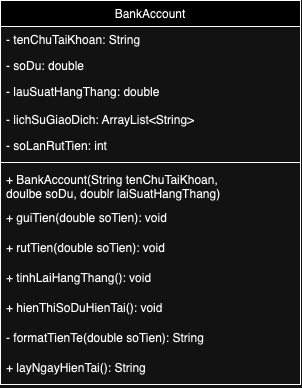 BankAccount
- tenChuTaiKhoan: String
- soDu: double
- lauSuatHangThang: double
- lichSuGiaoDich: ArrayList<String>
- soLanRutTien: int
+ BankAccount(String tenChuTaiKhoan,
doulbe soDu, doublr laiSuatHangThang)
+ guiTien(double soTien): void
+ rutTien(double soTien): void
+ tinhLaiHangThang(): void
+ hienThiSoDuHienTai(): void
- formatTienTe(double soTien): String
+ layNgayHienTai(): String